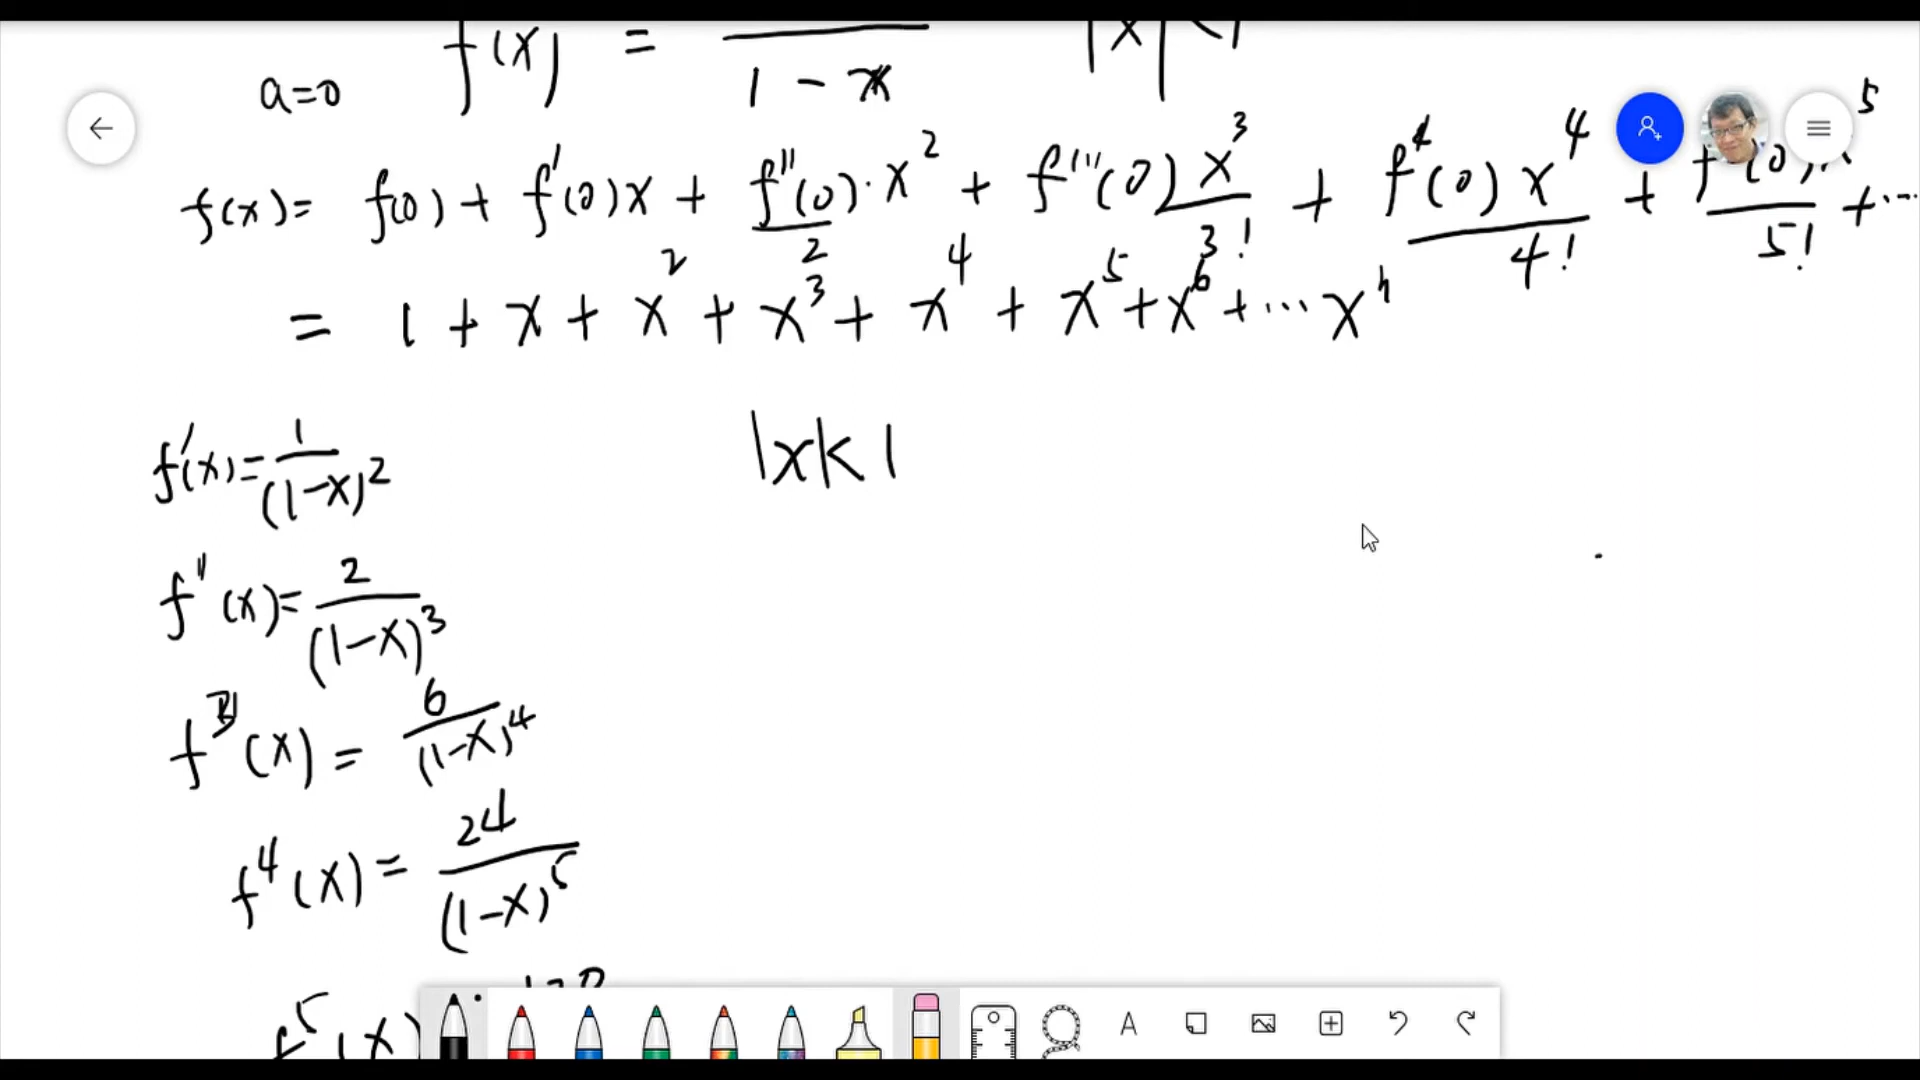 f(x) = ― / 1 - x |x| < 1
a=0
f(x) = f(0) + f'(0)x + f''(0)·x² / 2 + f'''(0) x³ / 3! + f⁴(0) x⁴ / 4! + f (0) x⁵ / 5! + ...
= 1 + x + x² + x³ + x⁴ + x⁵ + x⁶ + ... xⁿ
f'(x) = 1 / (1-x)²
|x|< 1
f''(x) = 2 / (1-x)³
f (x) = 6 / (1-x)⁴
f⁴(x) = 24 / (1-x)⁵
f⁵(x)
A